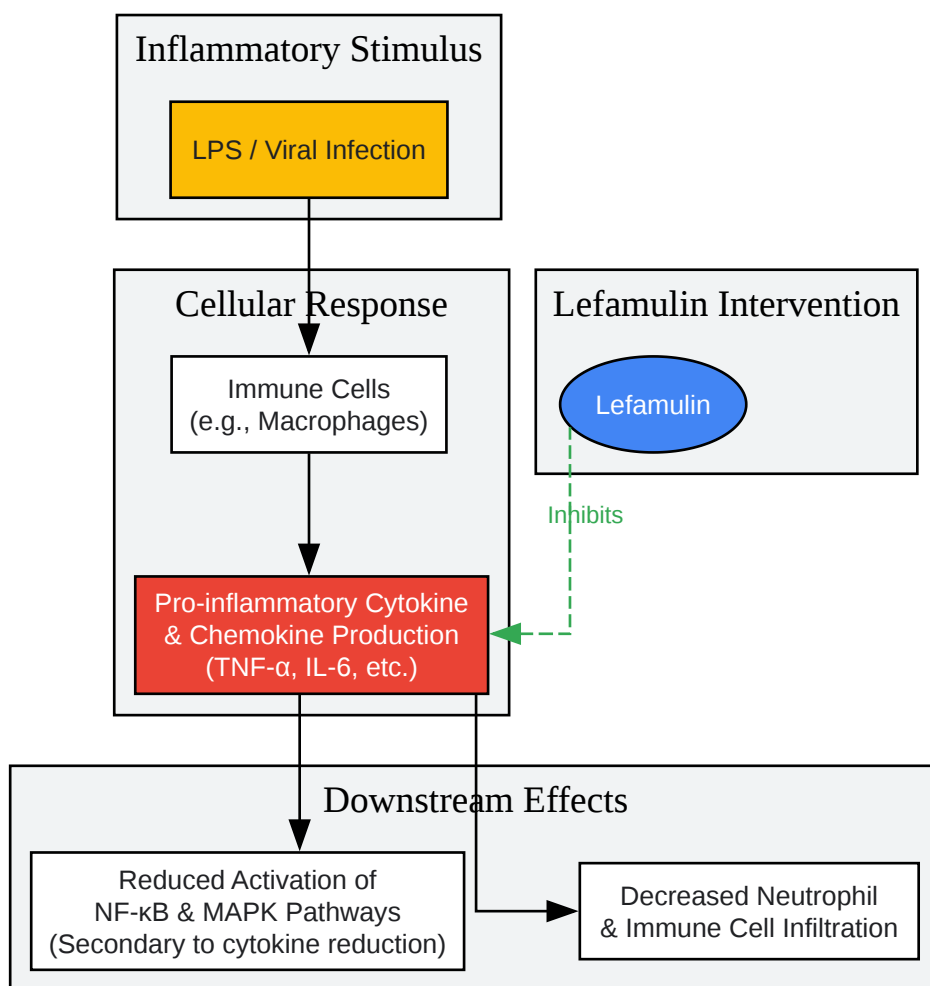 Inflammatory Stimulus
LPS / Viral Infection
Cellular Response
Immune Cells
(e.g., Macrophages)
Lefamulin Intervention
Lefamulin
Inhibits
Pro-inflammatory Cytokine
& Chemokine Production
(TNF-α, IL-6, etc.)
Downstream Effects
Reduced Activation of
NF-κB & MAPK Pathways
(Secondary to cytokine reduction)
Decreased Neutrophil
& Immune Cell Infiltration